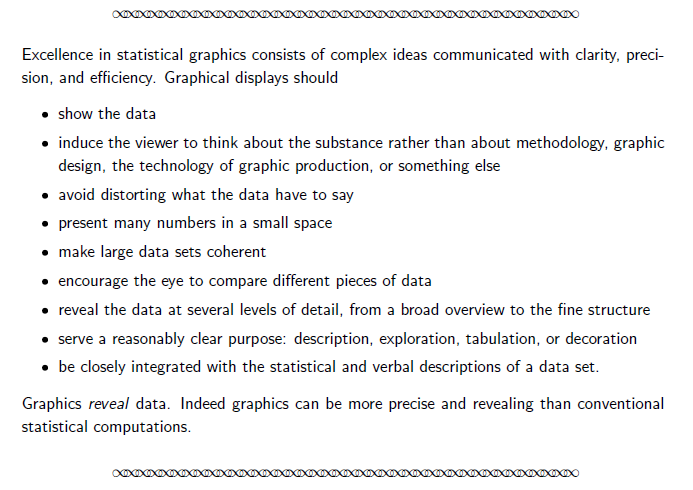 Excellence in statistical graphics consists of complex ideas communicated with clarity, preci-
sion, and efficiency. Graphical displays should
• show the data
• induce the viewer to think about the substance rather than about methodology, graphic
design, the technology of graphic production, or something else
• avoid distorting what the data have to say
• present many numbers in a small space
• make large data sets coherent
• encourage the eye to compare different pieces of data
• reveal the data at several levels of detail, from a broad overview to the fine structure
• serve a reasonably clear purpose: description, exploration, tabulation, or decoration
• be closely integrated with the statistical and verbal descriptions of a data set.
Graphics reveal data. Indeed graphics can be more precise and revealing than conventional
statistical computations.